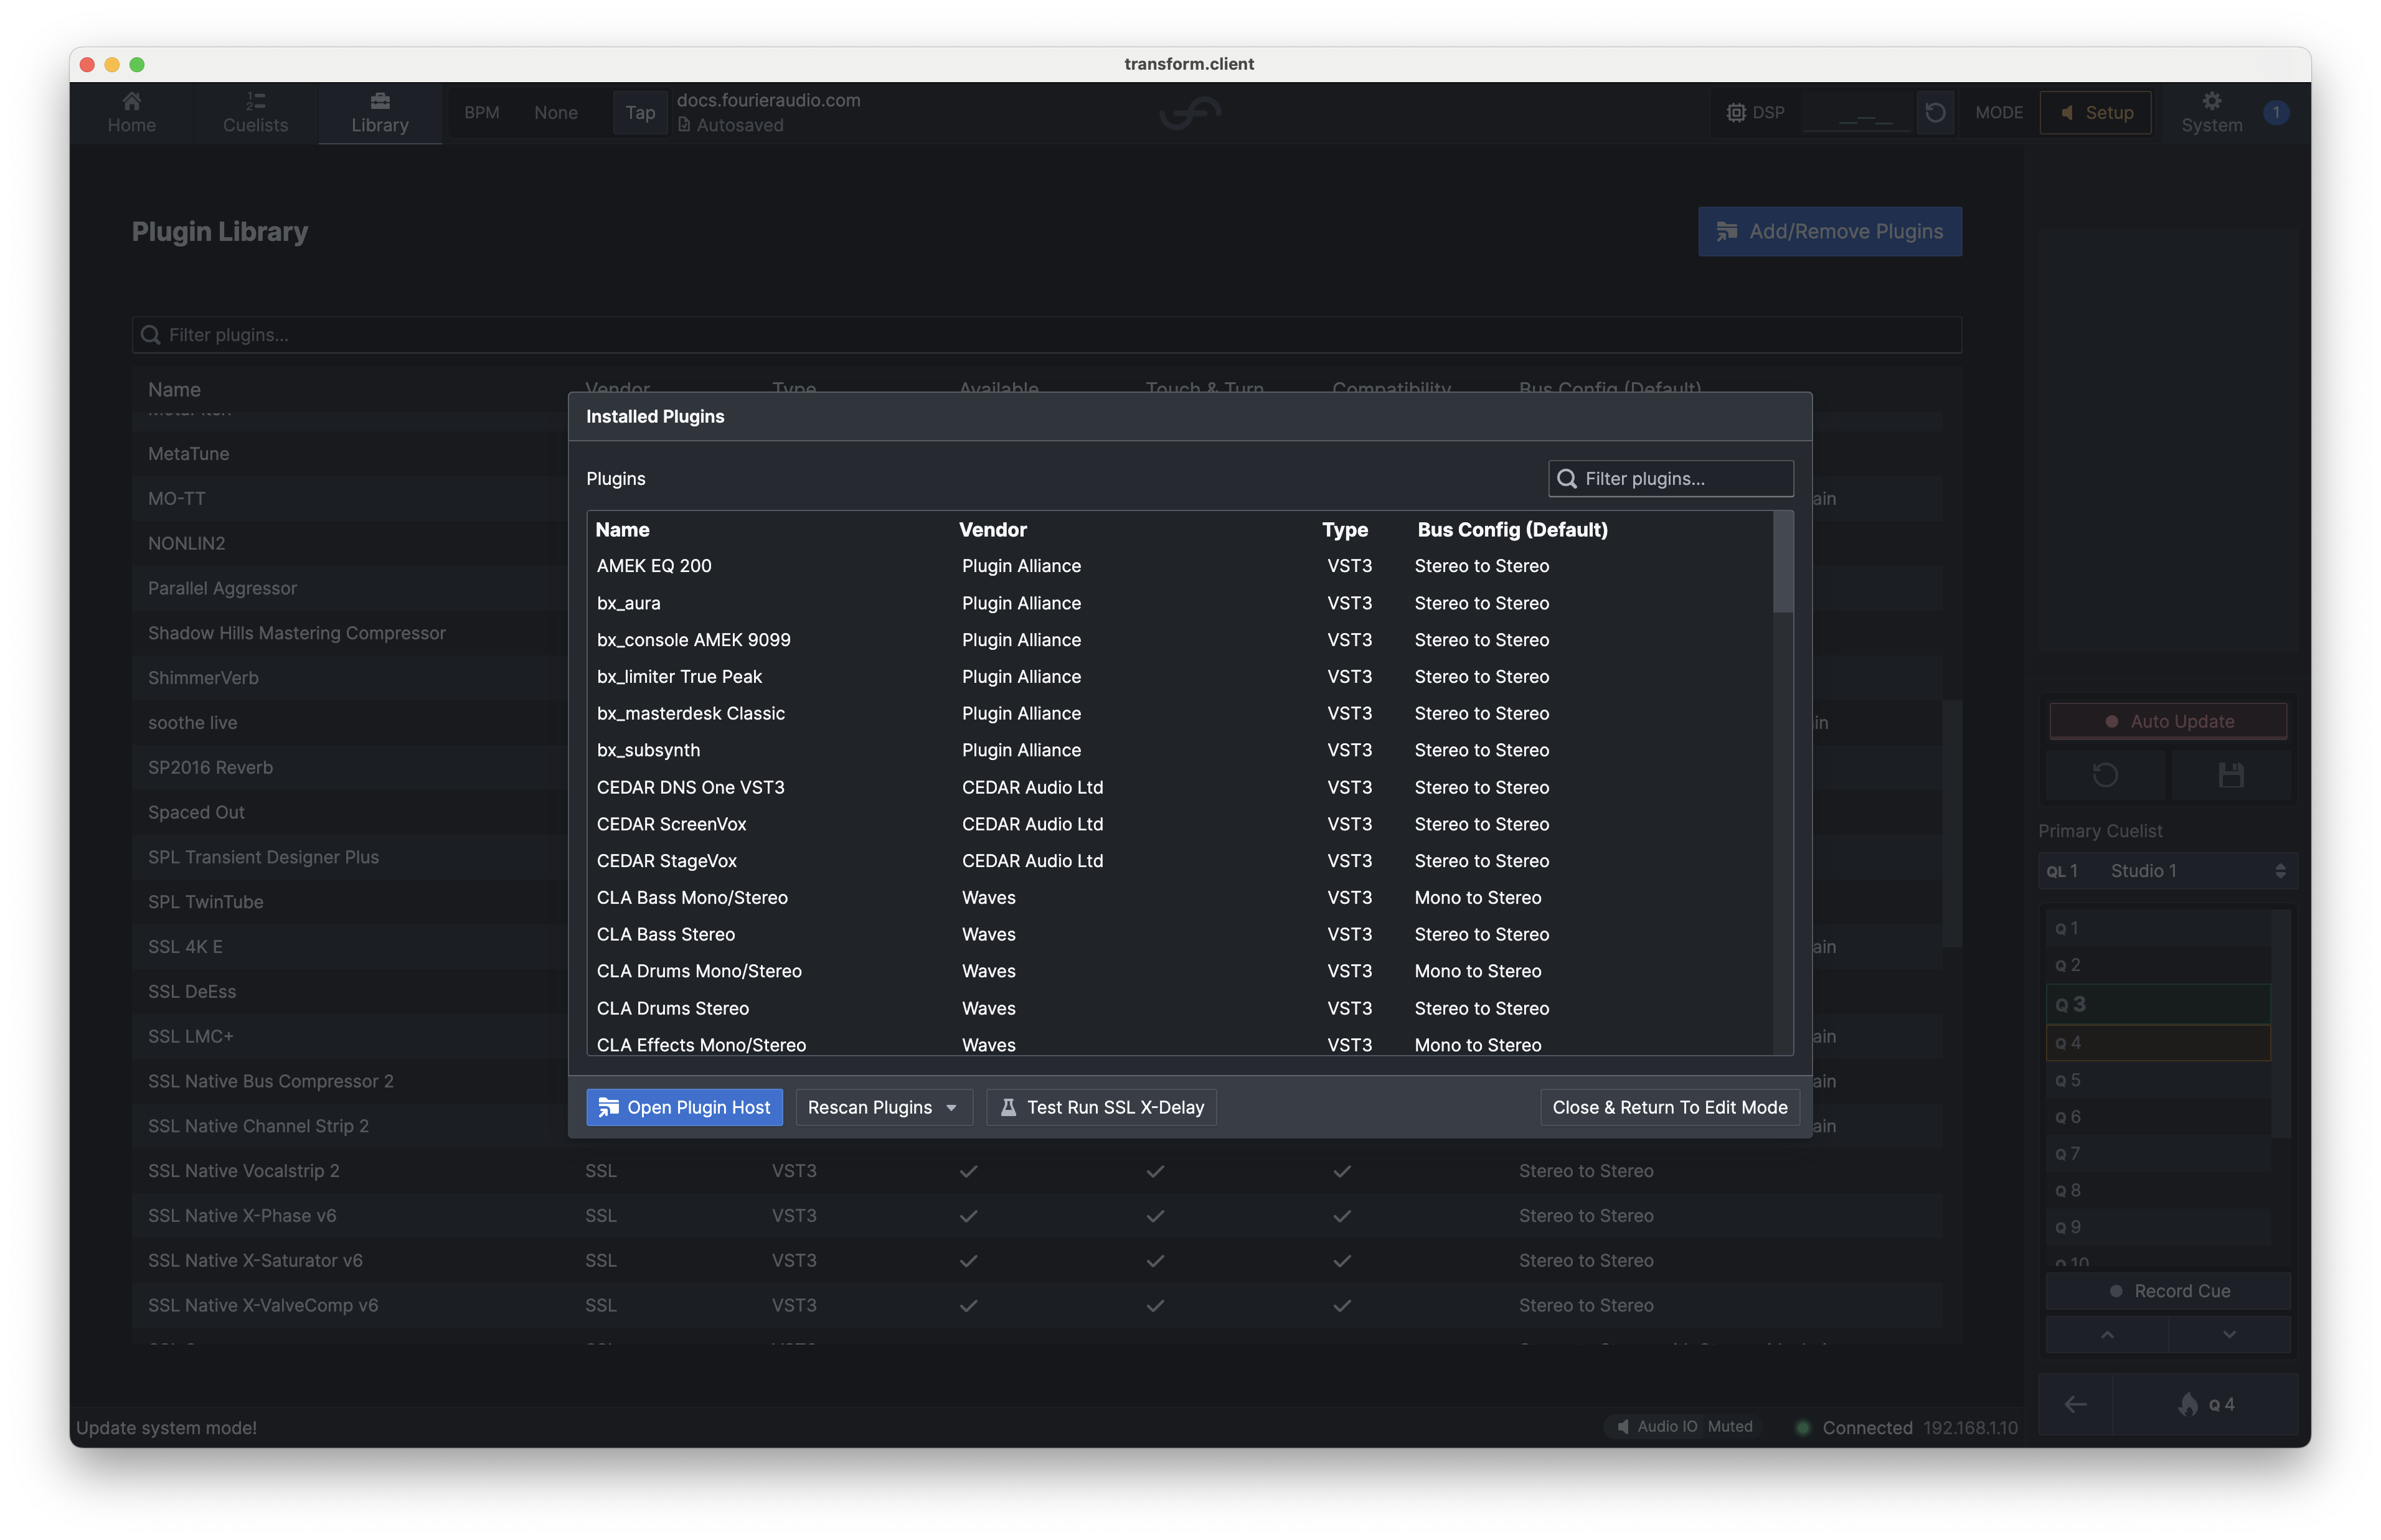 transform.client
Home
Cuelists
Library
BPM None Tap
docs.fourieraudio.com
Autosaved
DSP
MODE Setup
System
1
Plugin Library
Add/Remove Plugins
Filter plugins...
Name Vendor Type Available Touch & Turn Compatibility Bus Config (Default)
MetaTune
MO-TT
NONLIN2
Parallel Aggressor
Shadow Hills Mastering Compressor
ShimmerVerb
soothe live
SP2016 Reverb
Spaced Out
SPL Transient Designer Plus
SPL TwinTube
SSL 4K E
SSL DeEss
SSL LMC+
SSL Native Bus Compressor 2
SSL Native Channel Strip 2
SSL Native Vocalstrip 2 SSL VST3 Stereo to Stereo
SSL Native X-Phase v6 SSL VST3 Stereo to Stereo
SSL Native X-Saturator v6 SSL VST3 Stereo to Stereo
SSL Native X-ValveComp v6 SSL VST3 Stereo to Stereo
Installed Plugins
Plugins
Filter plugins...
Name Vendor Type Bus Config (Default)
AMEK EQ 200 Plugin Alliance VST3 Stereo to Stereo
bx_aura Plugin Alliance VST3 Stereo to Stereo
bx_console AMEK 9099 Plugin Alliance VST3 Stereo to Stereo
bx_limiter True Peak Plugin Alliance VST3 Stereo to Stereo
bx_masterdesk Classic Plugin Alliance VST3 Stereo to Stereo
bx_subsynth Plugin Alliance VST3 Stereo to Stereo
CEDAR DNS One VST3 CEDAR Audio Ltd VST3 Stereo to Stereo
CEDAR ScreenVox CEDAR Audio Ltd VST3 Stereo to Stereo
CEDAR StageVox CEDAR Audio Ltd VST3 Stereo to Stereo
CLA Bass Mono/Stereo Waves VST3 Mono to Stereo
CLA Bass Stereo Waves VST3 Stereo to Stereo
CLA Drums Mono/Stereo Waves VST3 Mono to Stereo
CLA Drums Stereo Waves VST3 Stereo to Stereo
CLA Effects Mono/Stereo Waves VST3 Mono to Stereo
Open Plugin Host
Rescan Plugins
Test Run SSL X-Delay
Close & Return To Edit Mode
Auto Update
Primary Cuelist
QL 1 Studio 1
Q 1
Q 2
Q 3
Q 4
Q 5
Q 6
Q 7
Q 8
Q 9
Q 10
Record Cue
Q 4
Update system mode!
Audio IO Muted
Connected 192.168.1.10